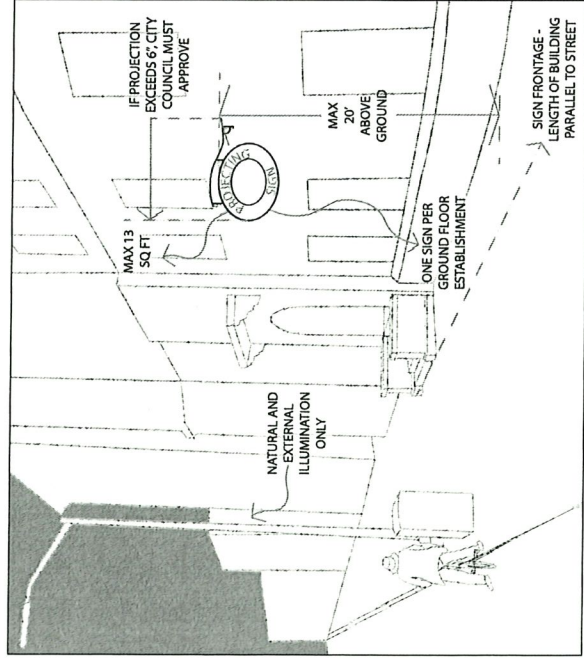 IF PROJECTION
EXCEEDS 6", CITY
COUNCIL MUST
APPROVE
MAX 13
SQ FT
PROJECTING
SIGN
MAX
20'
ABOVE
GROUND
NATURAL AND
EXTERNAL
ILLUMINATION
ONLY
ONE SIGN PER
GROUND FLOOR
ESTABLISHMENT
SIGN FRONTAGE -
LENGTH OF BUILDING
PARALLEL TO STREET